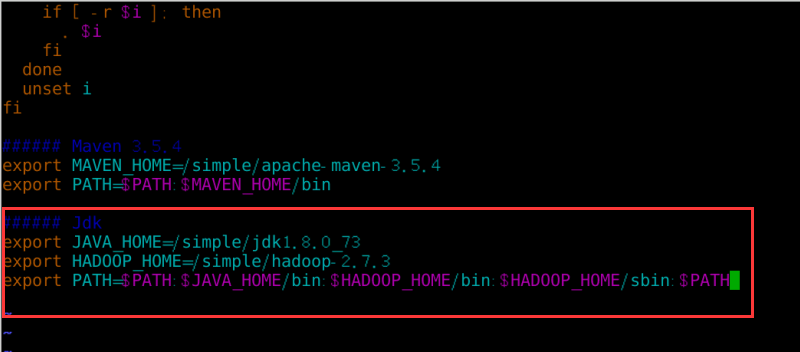 if [ -r $i ]; then
. $i
fi
done
unset i
fi
###### Maven 3.5.4
export MAVEN_HOME=/simple/apache-maven-3.5.4
export PATH=$PATH:$MAVEN_HOME/bin
###### Jdk
export JAVA_HOME=/simple/jdk1.8.0_73
export HADOOP_HOME=/simple/hadoop-2.7.3
export PATH=$PATH:$JAVA_HOME/bin:$HADOOP_HOME/bin:$HADOOP_HOME/sbin:$PATH
~
~
~